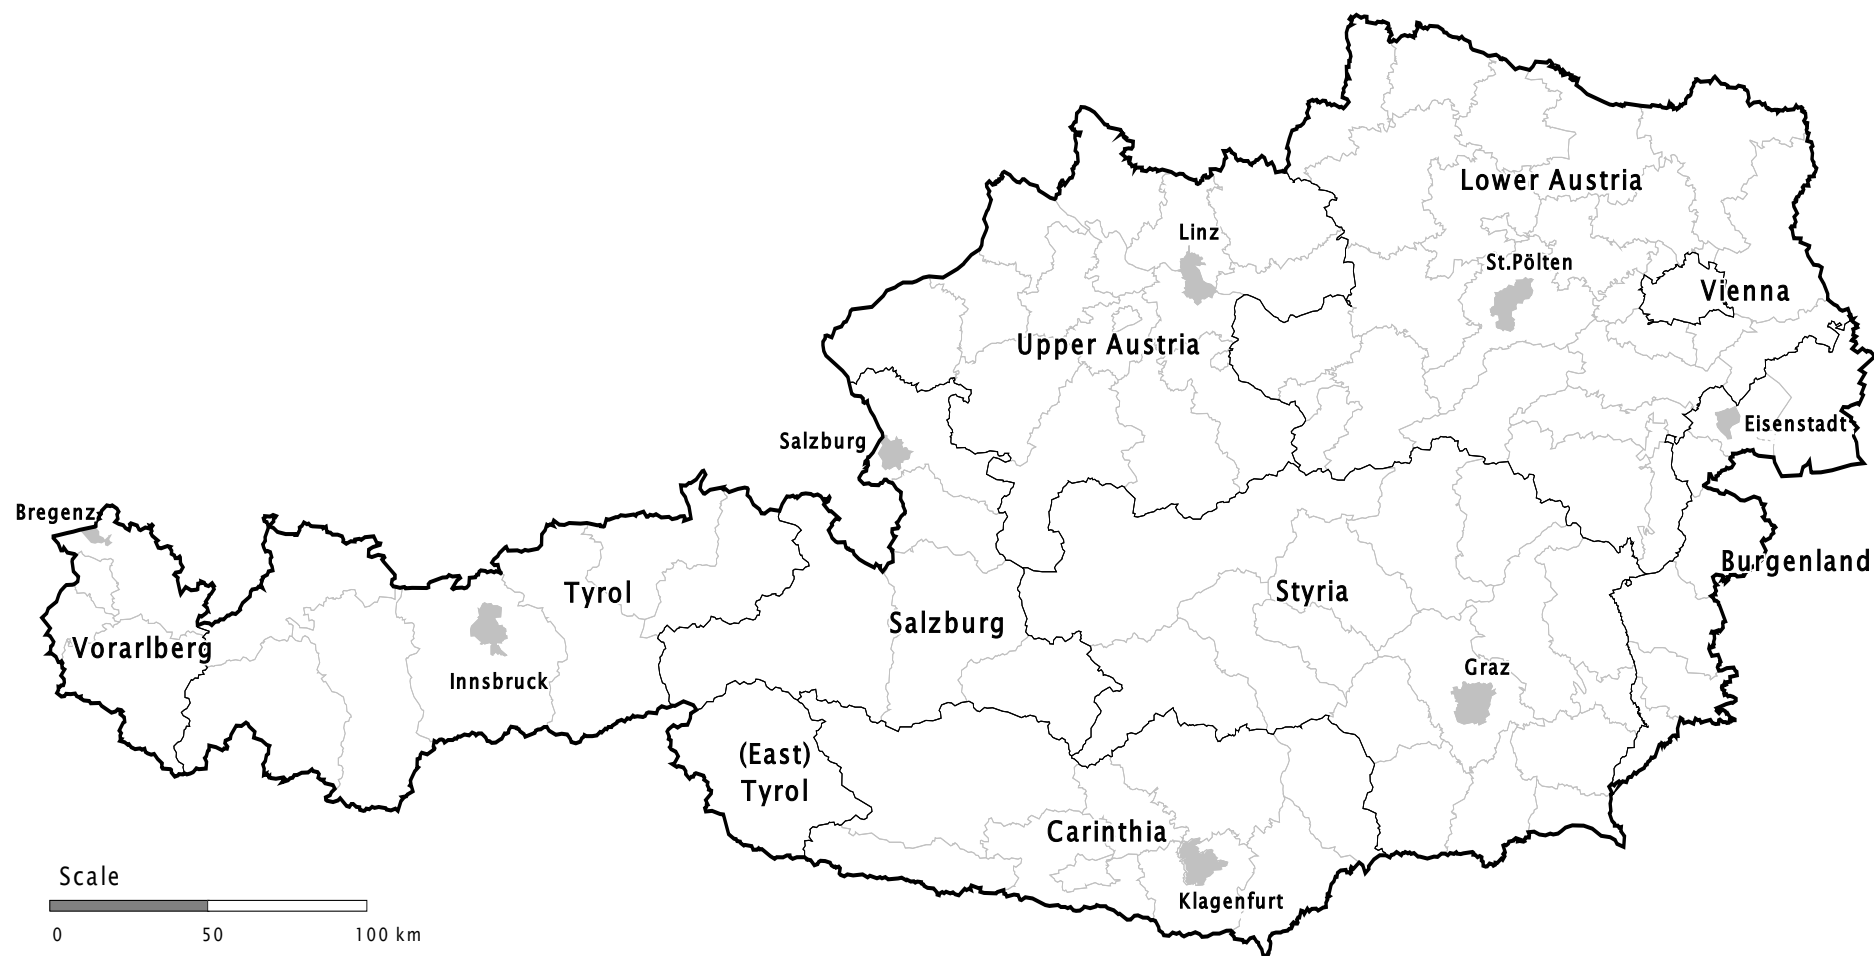 Lower Austria
Linz
St.Pölten
Vienna
Upper Austria
Eisenstadt
Salzburg
Bregenz
Burgenland
Tyrol
Styria
Salzburg
Vorarlberg
Graz
Innsbruck
(East)
Tyrol
Carinthia
Klagenfurt
Scale
0 50 100 km